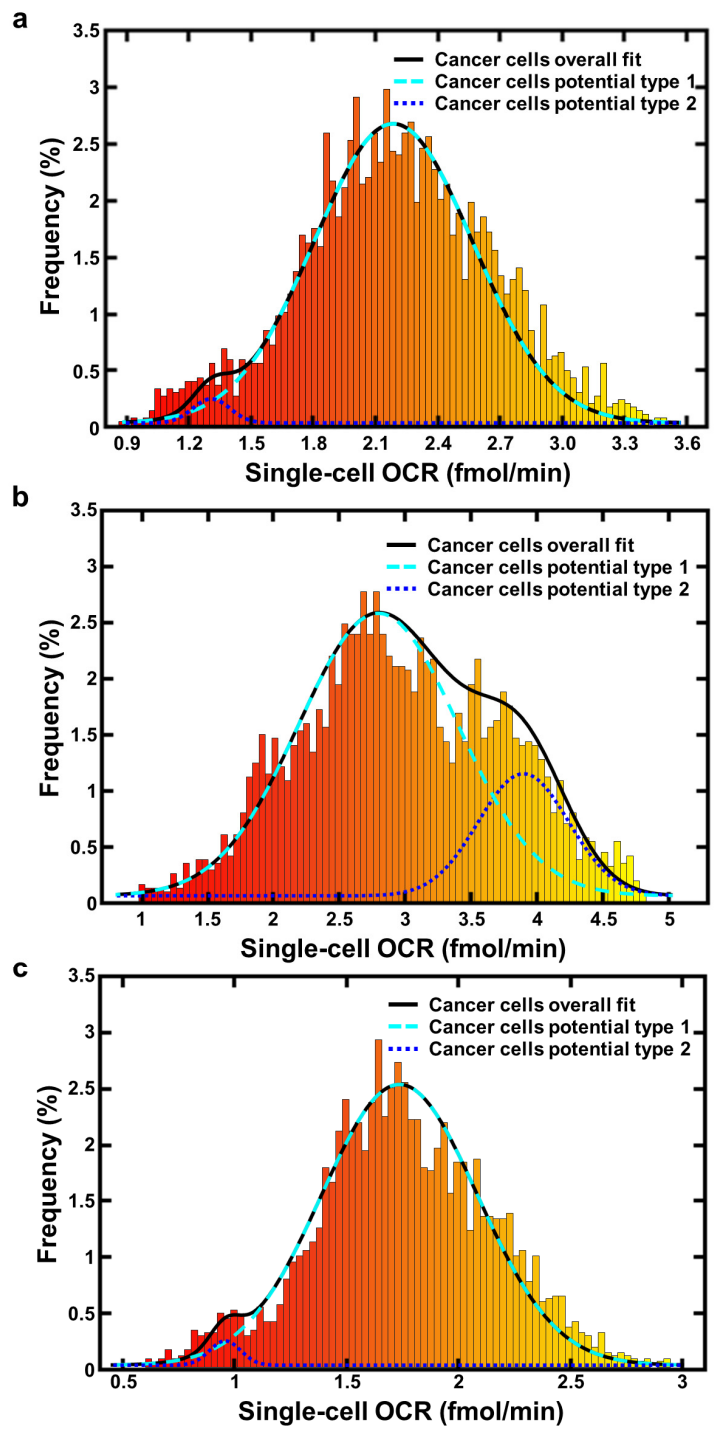 a
3.5
3
2.5
2
1.5
1
0.5
0
Frequency (%)
Cancer cells overall fit
Cancer cells potential type 1
Cancer cells potential type 2
0.9 1.2 1.5 1.8 2.1 2.4 2.7 3.0 3.3 3.6
Single-cell OCR (fmol/min)
b
3.5
3
2.5
2
1.5
1
0.5
0
Frequency (%)
Cancer cells overall fit
Cancer cells potential type 1
Cancer cells potential type 2
1 1.5 2 2.5 3 3.5 4 4.5 5
Single-cell OCR (fmol/min)
c
3.5
3
2.5
2
1.5
1
0.5
0
Frequency (%)
Cancer cells overall fit
Cancer cells potential type 1
Cancer cells potential type 2
0.5 1 1.5 2 2.5 3
Single-cell OCR (fmol/min)